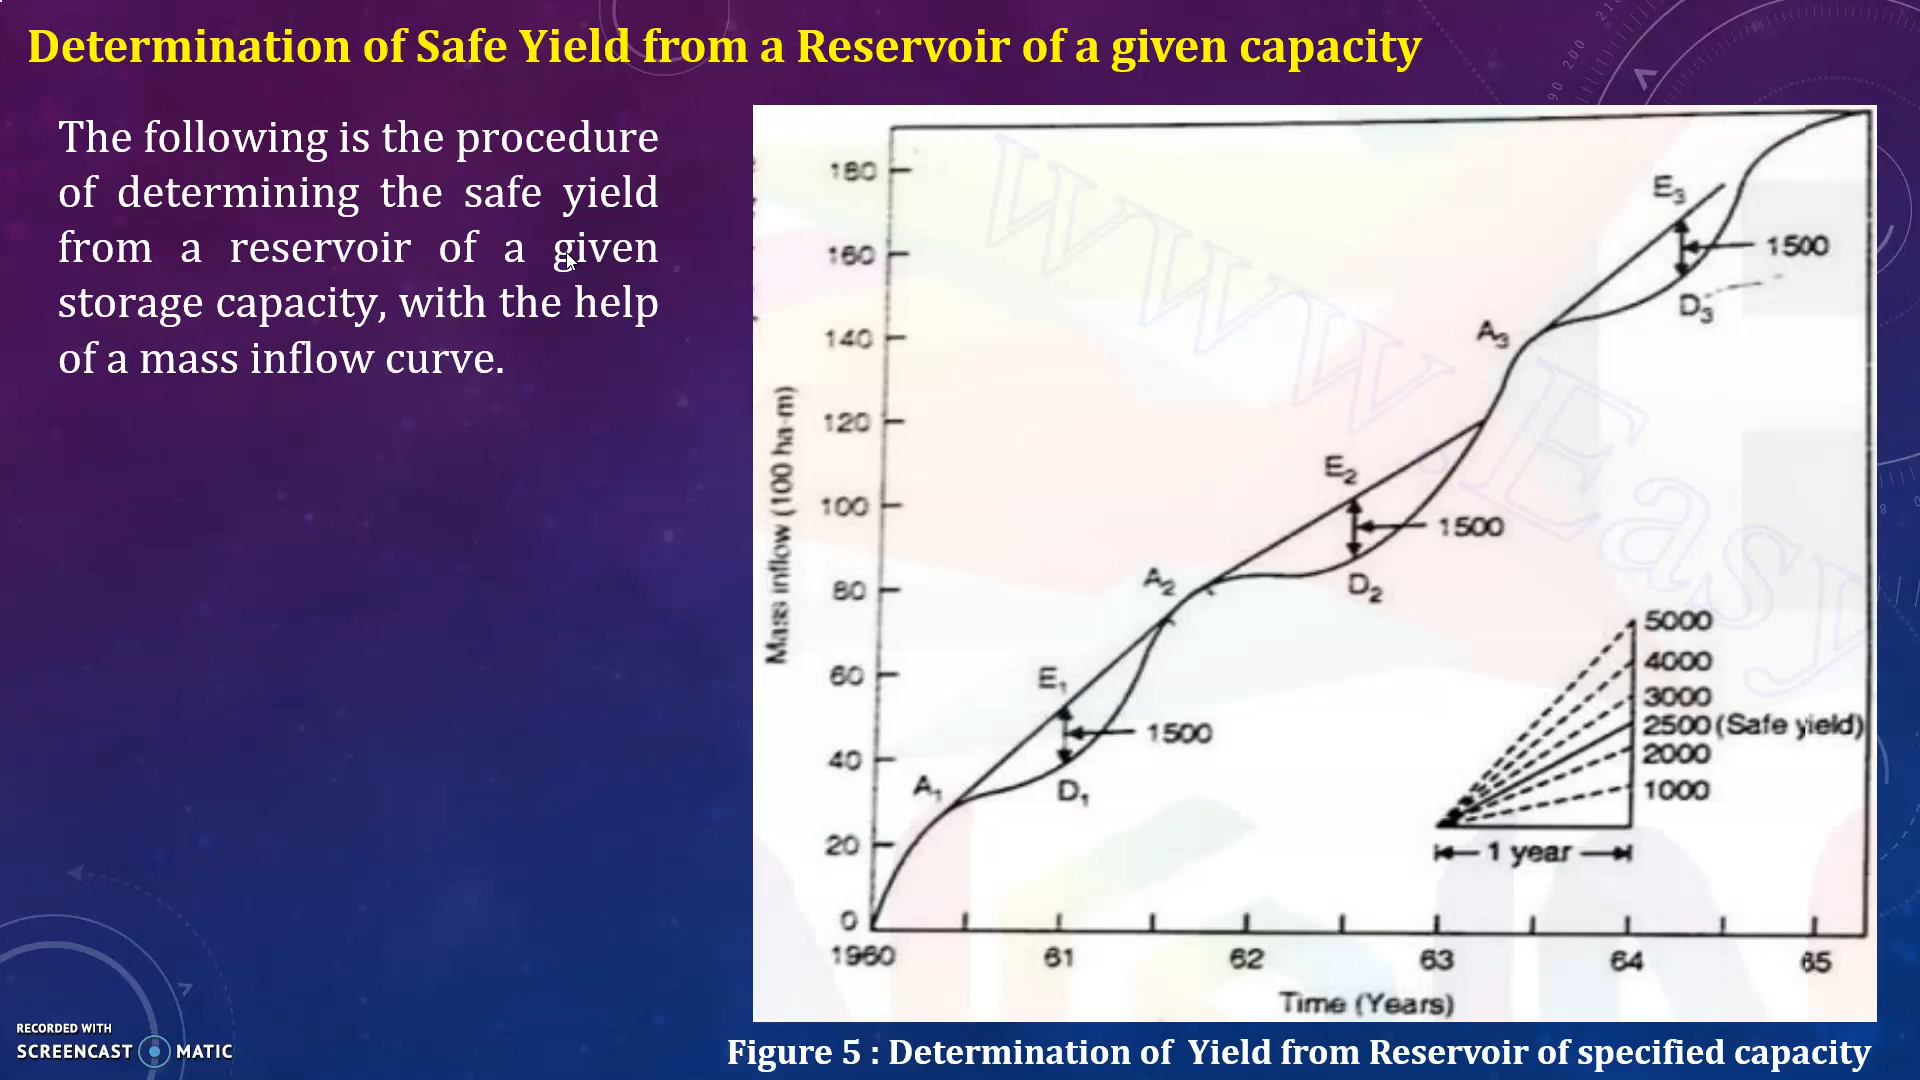 Determination of Safe Yield from a Reservoir of a given capacity
The following is the procedure
of determining the safe yield
from a reservoir of a given
storage capacity, with the help
of a mass inflow curve.
180
160
140
120
100
80
60
40
20
0
Mass inflow (100 ha-m)
1960
61
62
63
64
65
Time (Years)
A₁
E₁
D₁
1500
A₂
E₂
D₂
1500
A₃
E₃
D₃
1500
5000
4000
3000
2500 (Safe yield)
2000
1000
1 year
www.Easy
Figure 5 : Determination of Yield from Reservoir of specified capacity
RECORDED WITH
SCREENCAST MATIC